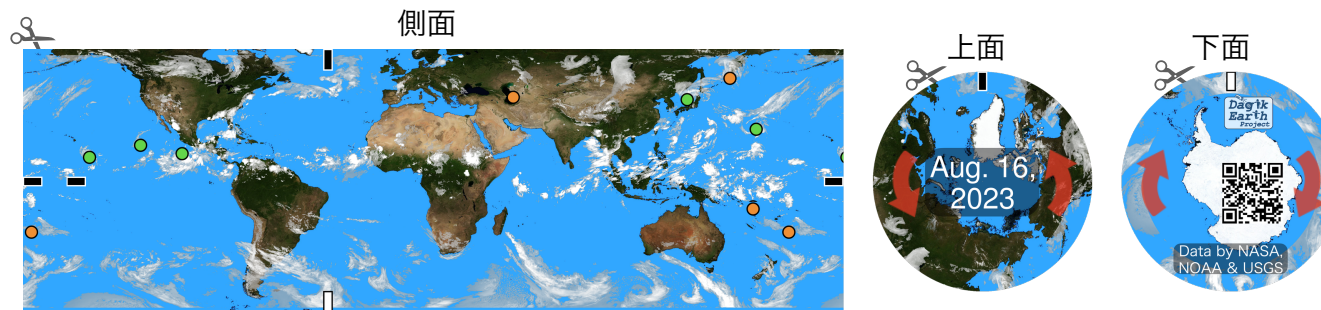 側面
上面
下面
Aug. 16,
2023
Dagik
Earth
Project
Data by NASA,
NOAA & USGS